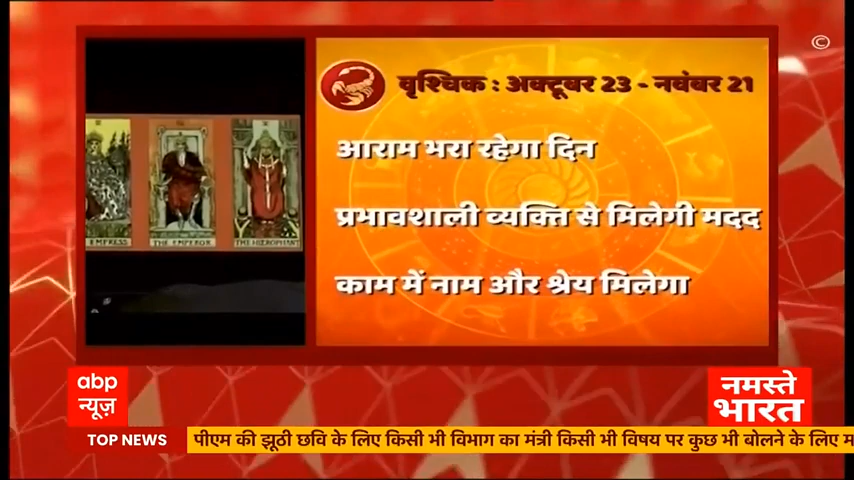 ©
वृश्चिक : अक्टूबर 23 - नवंबर 21
आराम भरा रहेगा दिन
प्रभावशाली व्यक्ति से मिलेगी मदद
काम में नाम और श्रेय मिलेगा
EMPRESS
THE EMPEROR
THE HIEROPHANT
abp
न्यूज़
नमस्ते
भारत
TOP NEWS
पीएम की झूठी छवि के लिए किसी भी विभाग का मंत्री किसी भी विषय पर कुछ भी बोलने के लिए